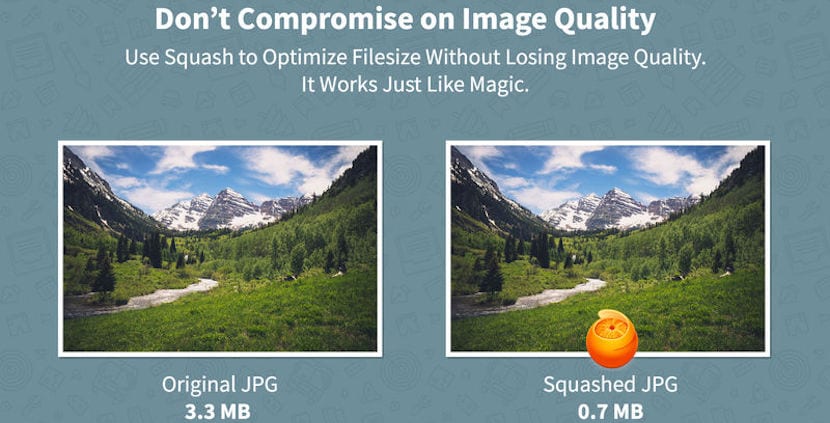 Don’t Compromise on Image Quality
Use Squash to Optimize Filesize Without Losing Image Quality.
It Works Just Like Magic.
Original JPG
3.3 MB
Squashed JPG
0.7 MB